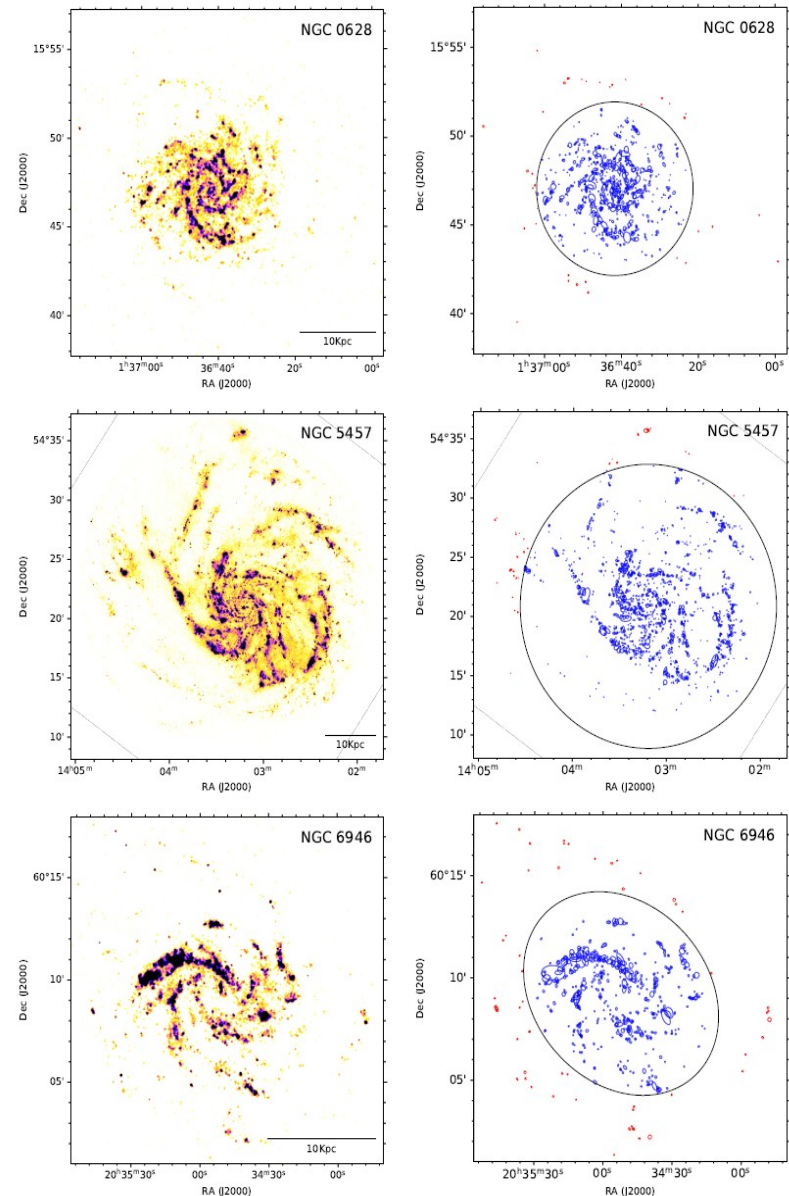 NGC 0628
15°55'
50'
45'
40'
Dec (J2000)
10Kpc
1ʰ37ᵐ00ˢ 36ᵐ40ˢ 20ˢ 00ˢ
RA (J2000)
NGC 0628
15°55'
50'
45'
40'
Dec (J2000)
1ʰ37ᵐ00ˢ 36ᵐ40ˢ 20ˢ 00ˢ
RA (J2000)
NGC 5457
54°35'
30'
25'
20'
15'
10'
Dec (J2000)
10Kpc
14ʰ05ᵐ 04ᵐ 03ᵐ 02ᵐ
RA (J2000)
NGC 5457
54°35'
30'
25'
20'
15'
10'
Dec (J2000)
14ʰ05ᵐ 04ᵐ 03ᵐ 02ᵐ
RA (J2000)
NGC 6946
60°15'
10'
05'
Dec (J2000)
10Kpc
20ʰ35ᵐ30ˢ 00ˢ 34ᵐ30ˢ 00ˢ
RA (J2000)
NGC 6946
60°15'
10'
05'
Dec (J2000)
20ʰ35ᵐ30ˢ 00ˢ 34ᵐ30ˢ 00ˢ
RA (J2000)